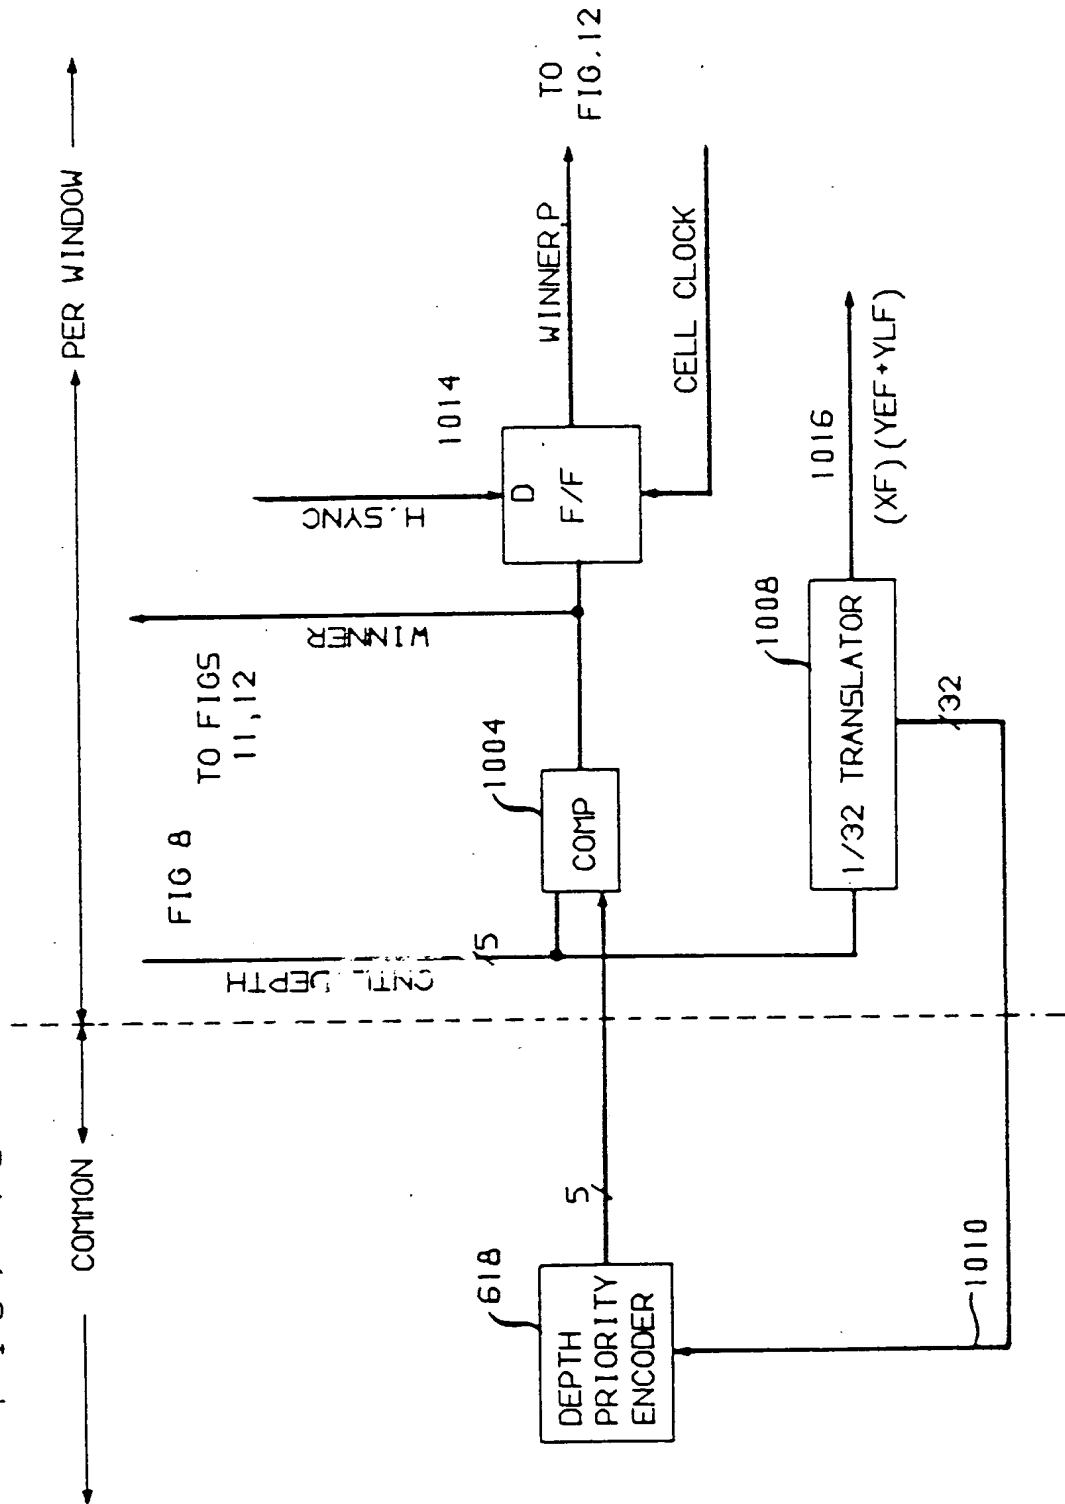 COMMON
PER WINDOW
FIG 8
TO FIGS
11,12
CNTL DEPTH
5
WINNER
H.SYNC
1014
D
F/F
WINNER.P
TO
FIG.12
CELL CLOCK
1004
COMP
618
DEPTH
PRIORITY
ENCODER
5
1008
1/32 TRANSLATOR
1016
(XF)(YEF+YLF)
32
1010